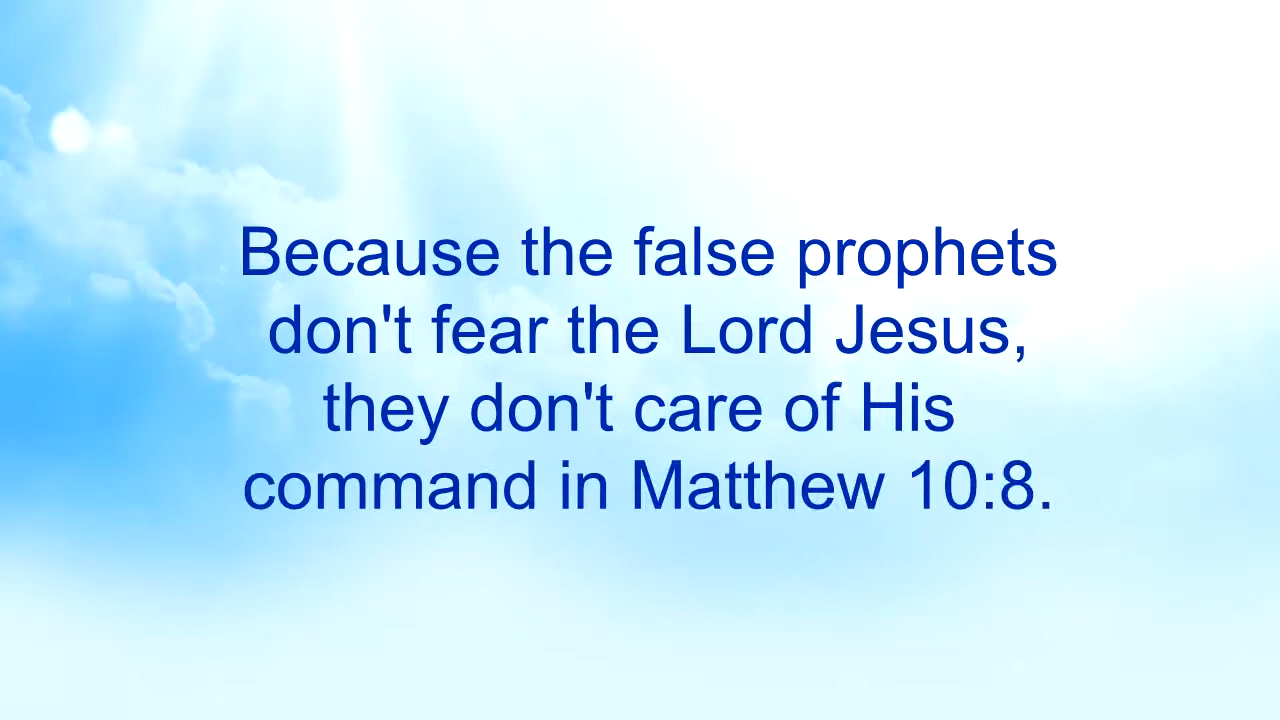 Because the false prophets
don't fear the Lord Jesus,
they don't care of His
command in Matthew 10:8.